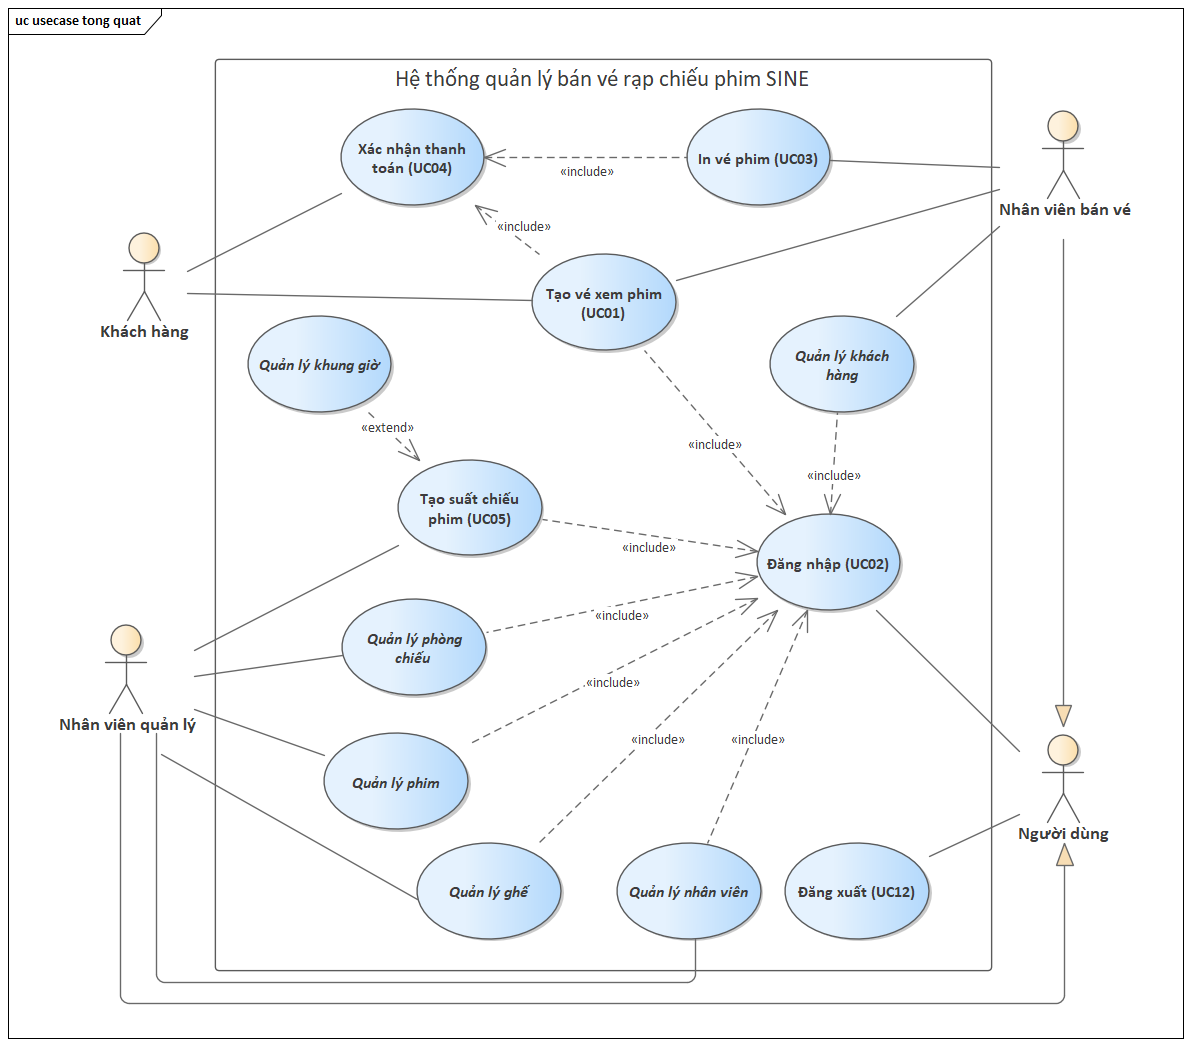 uc usecase tong quat
Hệ thống quản lý bán vé rạp chiếu phim SINE
Xác nhận thanh
toán (UC04)
In vé phim (UC03)
«include»
Nhân viên bán vé
«include»
Tạo vé xem phim
(UC01)
Khách hàng
Quản lý khung giờ
Quản lý khách
hàng
«extend»
«include»
«include»
Tạo suất chiếu
phim (UC05)
«include»
Đăng nhập (UC02)
«include»
Quản lý phòng
chiếu
«include»
Nhân viên quản lý
«include»
«include»
Quản lý phim
Người dùng
Quản lý ghế
Quản lý nhân viên
Đăng xuất (UC12)